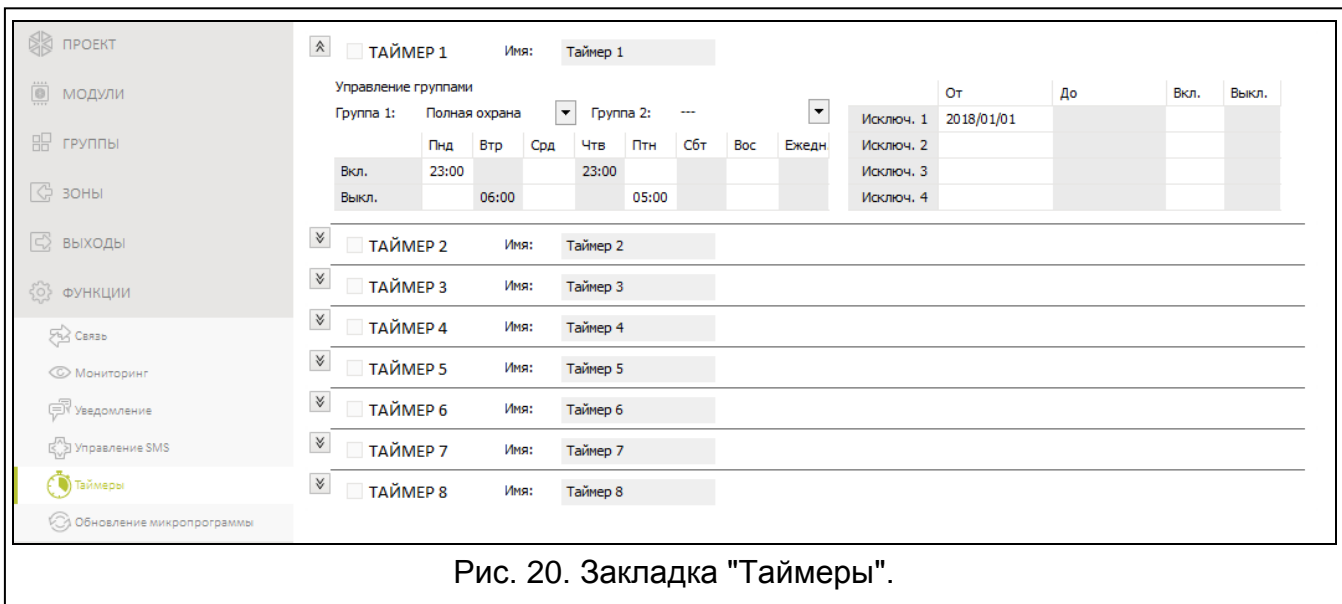 ПРОЕКТ
МОДУЛИ
ГРУППЫ
ЗОНЫ
ВЫХОДЫ
ФУНКЦИИ
Связь
Мониторинг
Уведомление
Управление SMS
Таймеры
Обновление микропрограммы
ТАЙМЕР 1 Имя: Таймер 1
Управление группами
Группа 1: Полная охрана Группа 2: ---
Пнд Втр Срд Чтв Птн Сбт Вос Ежедн.
Вкл. 23:00 23:00
Выкл. 06:00 05:00
От До Вкл. Выкл.
Исключ. 1 2018/01/01
Исключ. 2
Исключ. 3
Исключ. 4
ТАЙМЕР 2 Имя: Таймер 2
ТАЙМЕР 3 Имя: Таймер 3
ТАЙМЕР 4 Имя: Таймер 4
ТАЙМЕР 5 Имя: Таймер 5
ТАЙМЕР 6 Имя: Таймер 6
ТАЙМЕР 7 Имя: Таймер 7
ТАЙМЕР 8 Имя: Таймер 8
Рис. 20. Закладка "Таймеры".